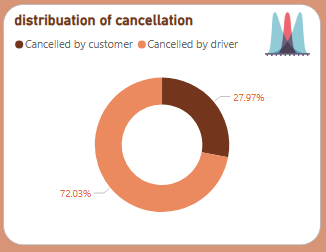 distribuation of cancellation
Cancelled by customer Cancelled by driver
27.97%
72.03%